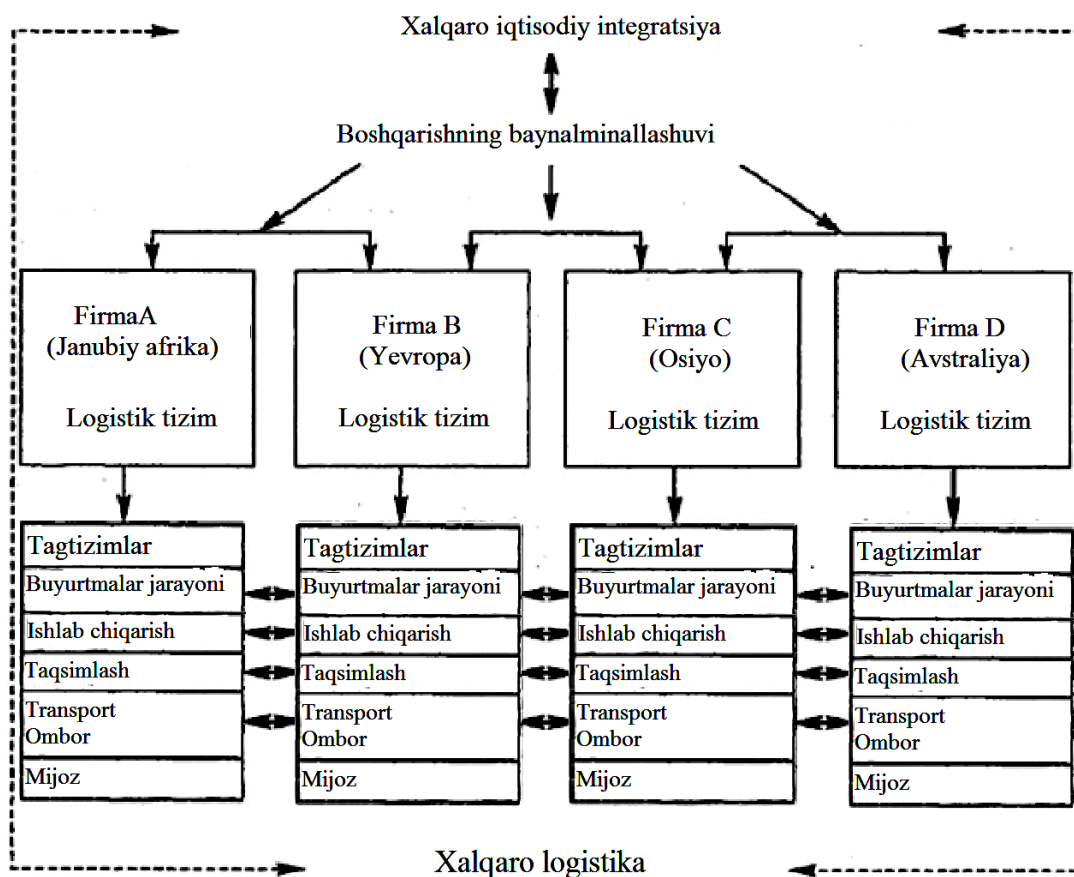 Xalqaro iqtisodiy integratsiya
Boshqarishning baynalminallashuvi
FirmaA
(Janubiy afrika)
Logistik tizim
Firma B
(Yevropa)
Logistik tizim
Firma C
(Osiyo)
Logistik tizim
Firma D
(Avstraliya)
Logistik tizim
Tagtizimlar
Buyurtmalar jarayoni
Ishlab chiqarish
Taqsimlash
Transport
Ombor
Mijoz
Tagtizimlar
Buyurtmalar jarayoni
Ishlab chiqarish
Taqsimlash
Transport
Ombor
Mijoz
Tagtizimlar
Buyurtmalar jarayoni
Ishlab chiqarish
Taqsimlash
Transport
Ombor
Mijoz
Tagtizimlar
Buyurtmalar jarayoni
Ishlab chiqarish
Taqsimlash
Transport
Ombor
Mijoz
Xalqaro logistika